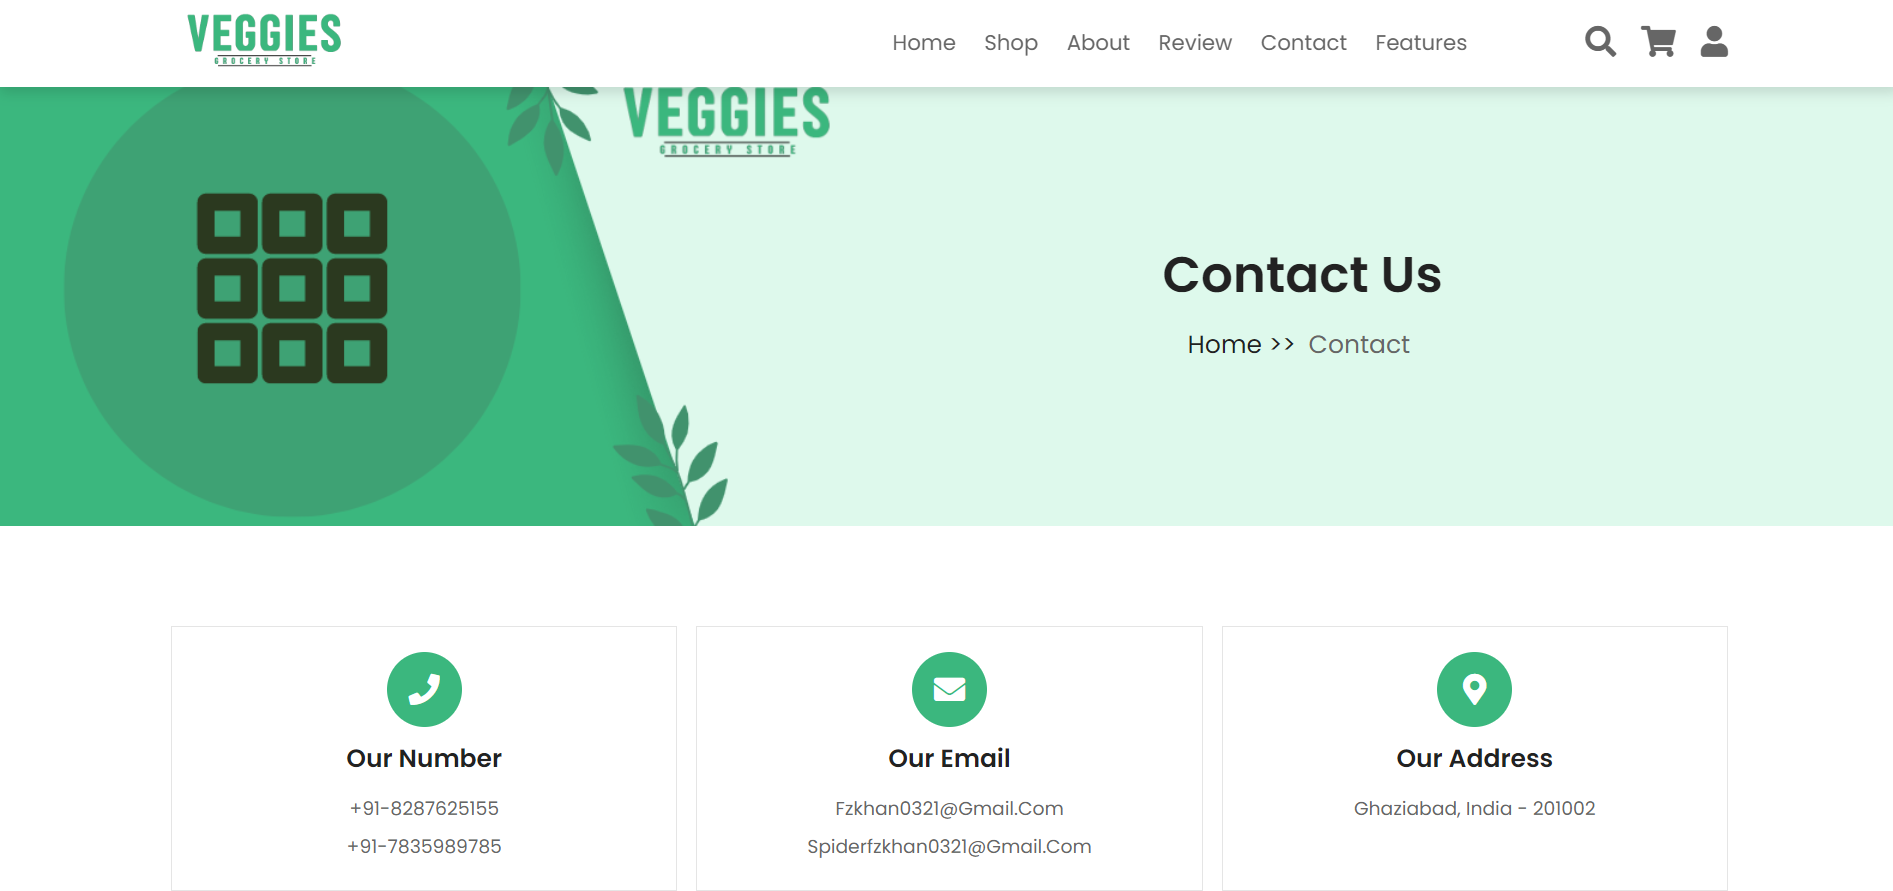 VEGGIES
GROCERY STORE
Home Shop About Review Contact Features
VEGGIES
GROCERY STORE
Contact Us
Home >> Contact
Our Number
+91-8287625155
+91-7835989785
Our Email
Fzkhan0321@Gmail.Com
Spiderfzkhan0321@Gmail.Com
Our Address
Ghaziabad, India - 201002